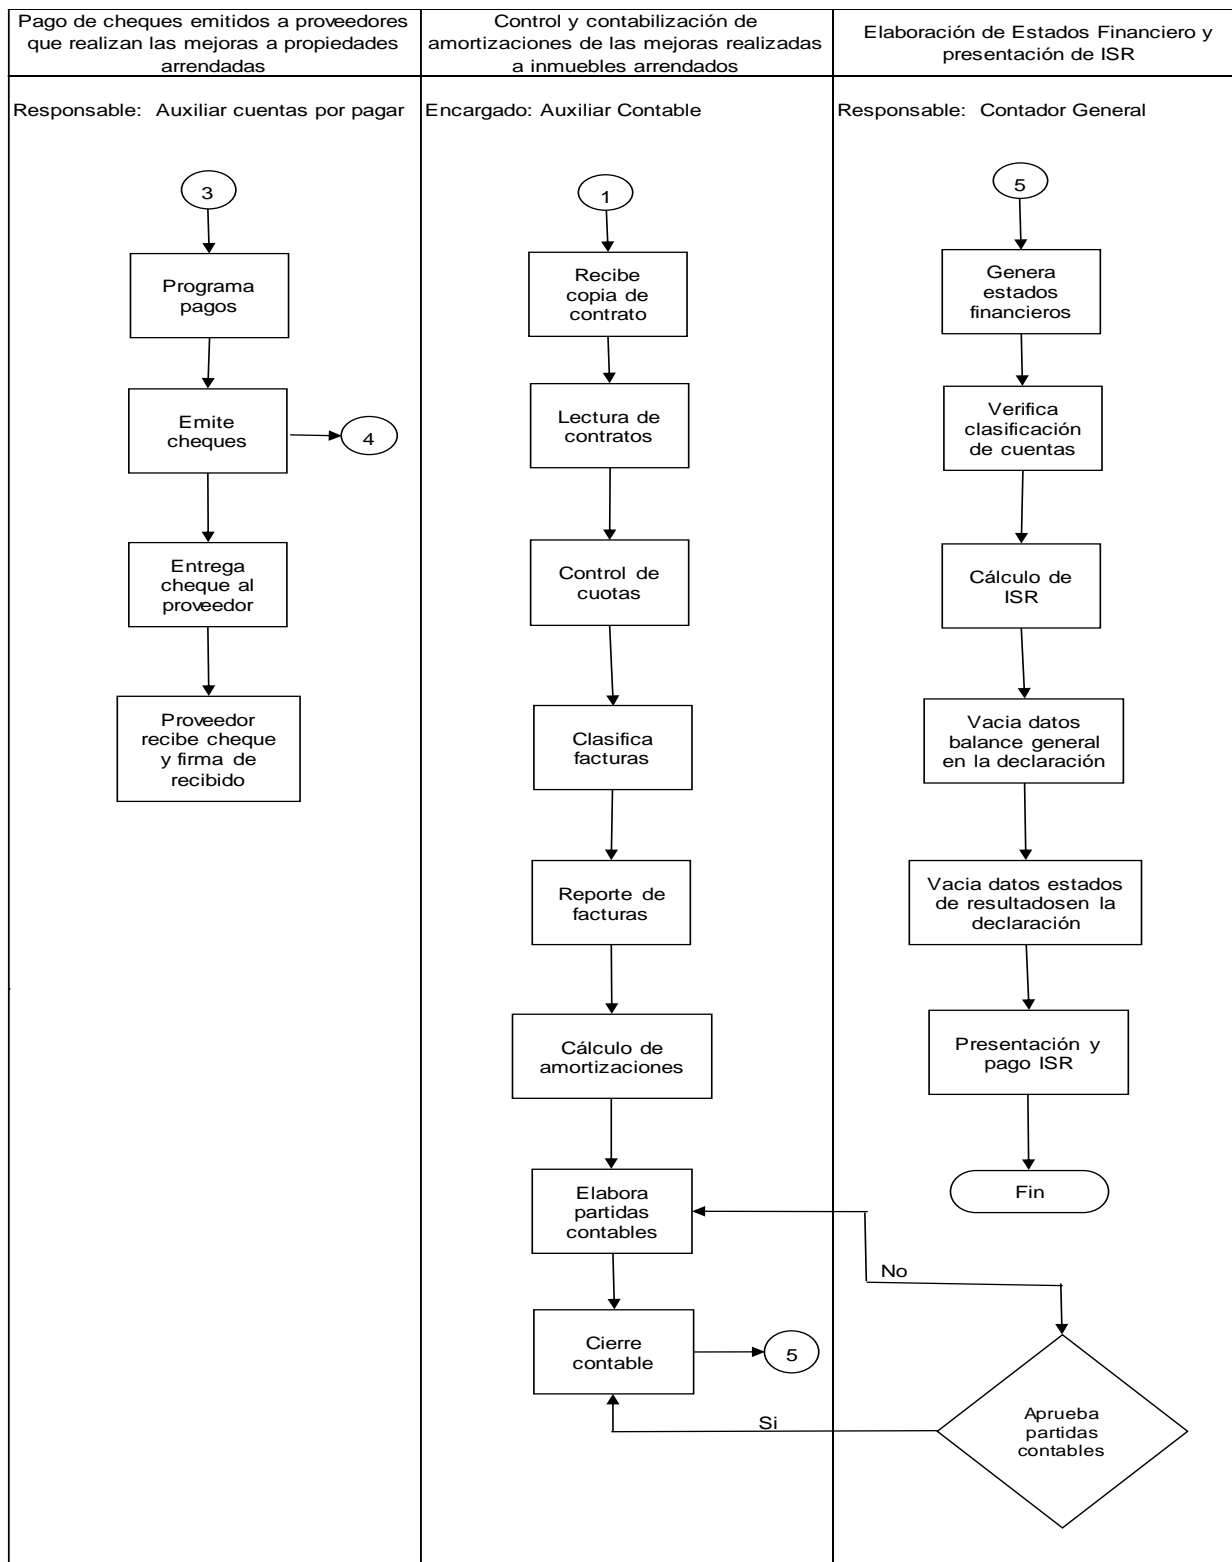 Pago de cheques emitidos a proveedores
que realizan las mejoras a propiedades
arrendadas
Control y contabilización de
amortizaciones de las mejoras realizadas
a inmuebles arrendados
Elaboración de Estados Financiero y
presentación de ISR
Responsable: Auxiliar cuentas por pagar
3
Programa
pagos
Emite
cheques
4
Entrega
cheque al
proveedor
Proveedor
recibe cheque
y firma de
recibido
Encargado: Auxiliar Contable
1
Recibe
copia de
contrato
Lectura de
contratos
Control de
cuotas
Clasifica
facturas
Reporte de
facturas
Cálculo de
amortizaciones
Elabora
partidas
contables
Cierre
contable
5
Responsable: Contador General
5
Genera
estados
financieros
Verifica
clasificación
de cuentas
Cálculo de
ISR
Vacia datos
balance general
en la declaración
Vacia datos estados
de resultadosen la
declaración
Presentación y
pago ISR
Fin
No
Aprueba
partidas
contables
Si